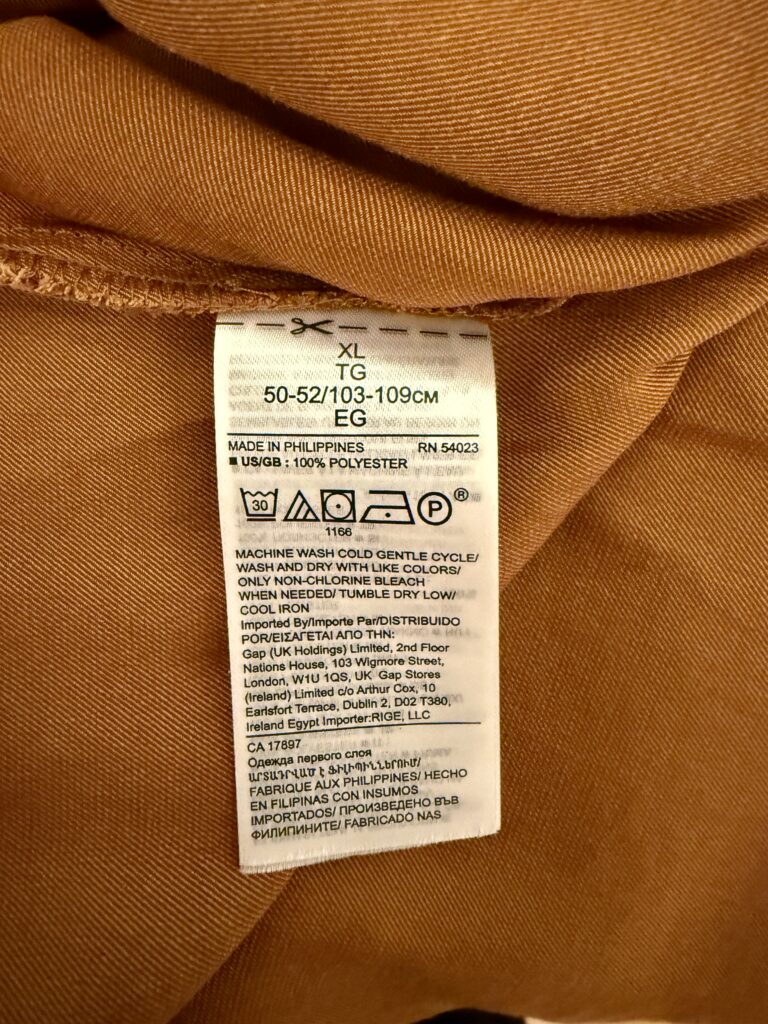 XL
TG
50-52/103-109CM
EG
MADE IN PHILIPPINES RN 54023
■ US/GB : 100% POLYESTER
30 P ®
1166
MACHINE WASH COLD GENTLE CYCLE/
WASH AND DRY WITH LIKE COLORS/
ONLY NON-CHLORINE BLEACH
WHEN NEEDED/ TUMBLE DRY LOW/
COOL IRON
Imported By/Importe Par/DISTRIBUIDO
POR/ΕΙΣΑΓΕΤΑΙ ΑΠΟ ΤΗΝ:
Gap (UK Holdings) Limited, 2nd Floor
Nations House, 103 Wigmore Street,
London, W1U 1QS, UK Gap Stores
(Ireland) Limited c/o Arthur Cox, 10
Earlsfort Terrace, Dublin 2, D02 T380,
Ireland Egypt Importer:RIGE, LLC
CA 17897
Одежда первого слоя
ԱՐՏԱԴՐՎԱԾ Է ՖԻԼԻՊԻՆՆԵՐՈՒՄ/
FABRIQUE AUX PHILIPPINES/ HECHO
EN FILIPINAS CON INSUMOS
IMPORTADOS/ ПРОИЗВЕДЕНО ВЪВ
ФИЛИПИНИТЕ/ FABRICADO NAS